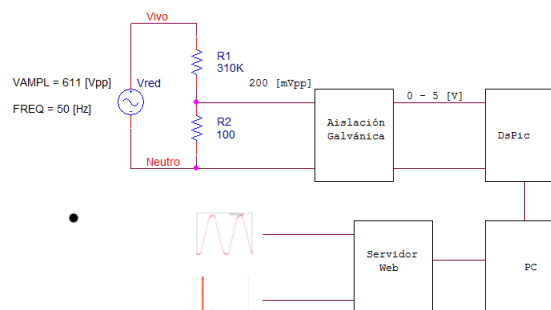 Vivo
R1
310K
VAMPL = 611 [Vpp]
Vred
FREQ = 50 [Hz]
200 [mVpp]
0 - 5 [V]
R2
100
Aislación
Galvánica
DsPic
Neutro
Servidor
Web
PC